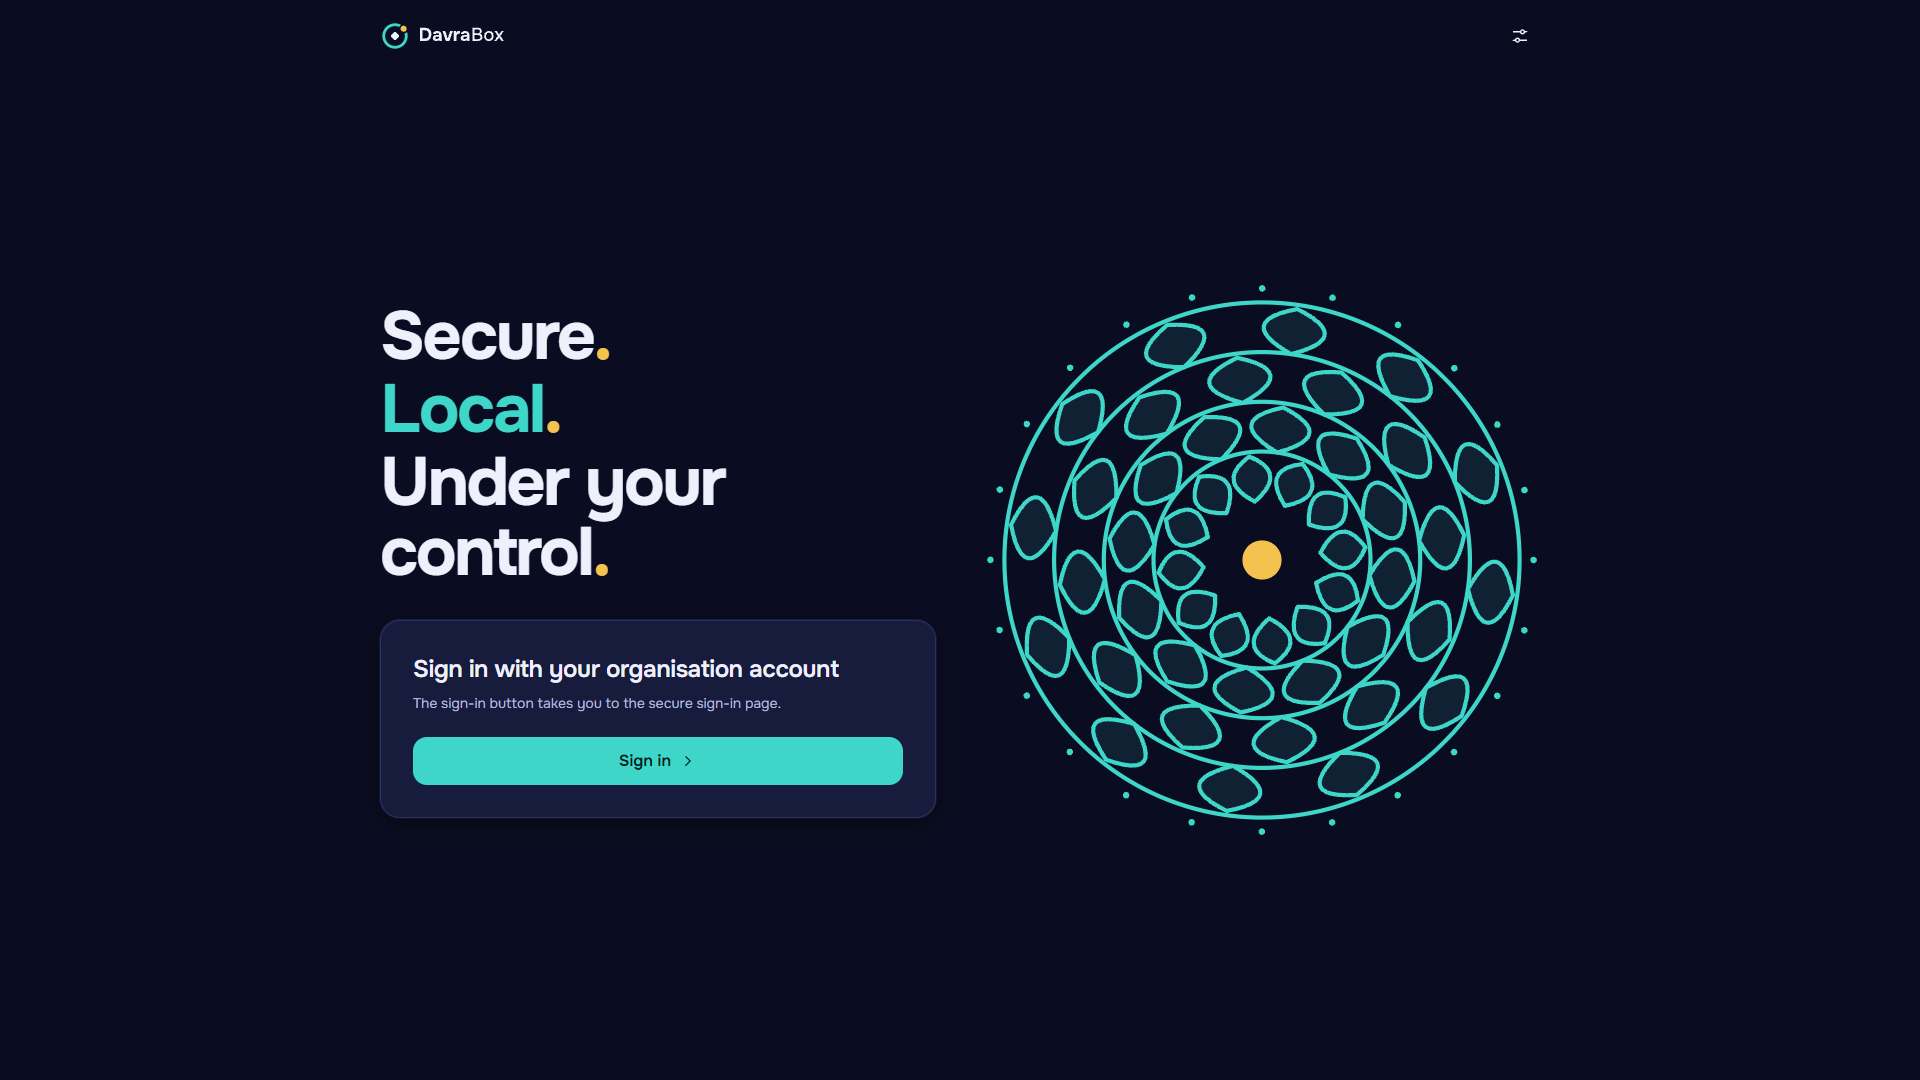 DavraBox
Secure.
Local.
Under your
control.
Sign in with your organisation account
The sign-in button takes you to the secure sign-in page.
Sign in